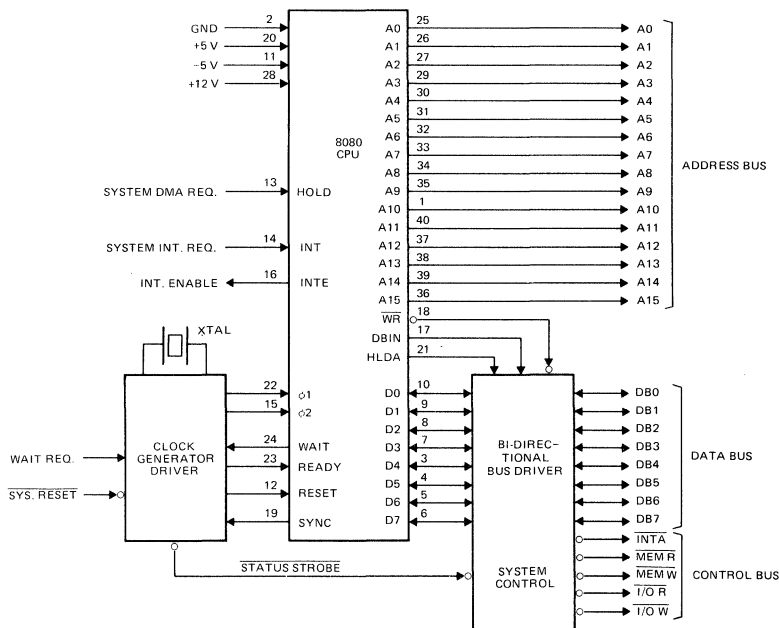 GND 2
+5 V 20
-5 V 11
+12 V 28
8080
CPU
SYSTEM DMA REQ. 13 HOLD
SYSTEM INT. REQ. 14 INT
INT. ENABLE 16 INTE
A0 25 A0
A1 26 A1
A2 27 A2
A3 29 A3
A4 30 A4
A5 31 A5
A6 32 A6
A7 33 A7
A8 34 A8
A9 35 A9
A10 1 A10
A11 40 A11
A12 37 A12
A13 38 A13
A14 39 A14
A15 36 A15
ADDRESS BUS
WR 18
DBIN 17
HLDA 21
XTAL
CLOCK
GENERATOR
DRIVER
WAIT REQ.
SYS. RESET
22 φ1
15 φ2
24 WAIT
23 READY
12 RESET
19 SYNC
D0 10
D1 9
D2 8
D3 7
D4 3
D5 4
D6 5
D7 6
BI-DIREC-
TIONAL
BUS DRIVER
SYSTEM
CONTROL
STATUS STROBE
DB0
DB1
DB2
DB3
DB4
DB5
DB6
DB7
DATA BUS
INTA
MEM R
MEM W
I/O R
I/O W
CONTROL BUS